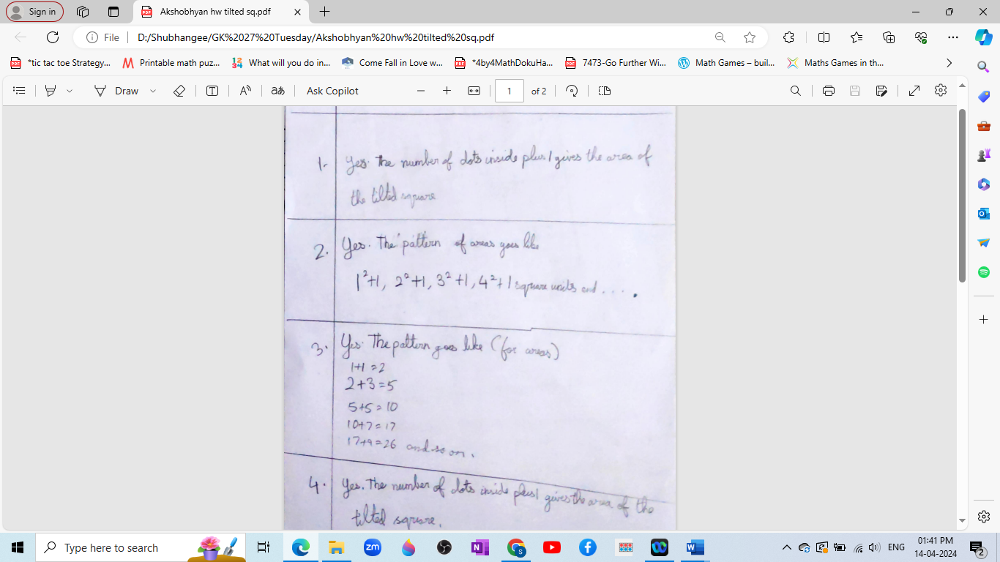 Sign in
Akshobhyan hw tilted sq.pdf
File
D:/Shubhangee/GK%2027%20Tuesday/Akshobhyan%20hw%20tilted%20sq.pdf
*tic tac toe Strategy...
Printable math puz...
What will you do in...
Come Fall in Love w...
*4by4MathDokuHa...
7473-Go Further Wi...
Math Games – buil...
Maths Games in th...
Draw
Ask Copilot
1 of 2
1. Yes. The number of dots inside plus 1 gives the area of
the tilted square
2. Yes. The pattern of areas goes like
1²+1, 2²+1, 3²+1, 4²+1 square units and ....
3. Yes. The pattern goes like (for areas)
1+1=2
2+3=5
5+5=10
10+7=17
17+9=26 and so on.
4. Yes. The number of dots inside plus 1 gives the area of the
tilted square.
Type here to search
ENG
01:41 PM
14-04-2024
2